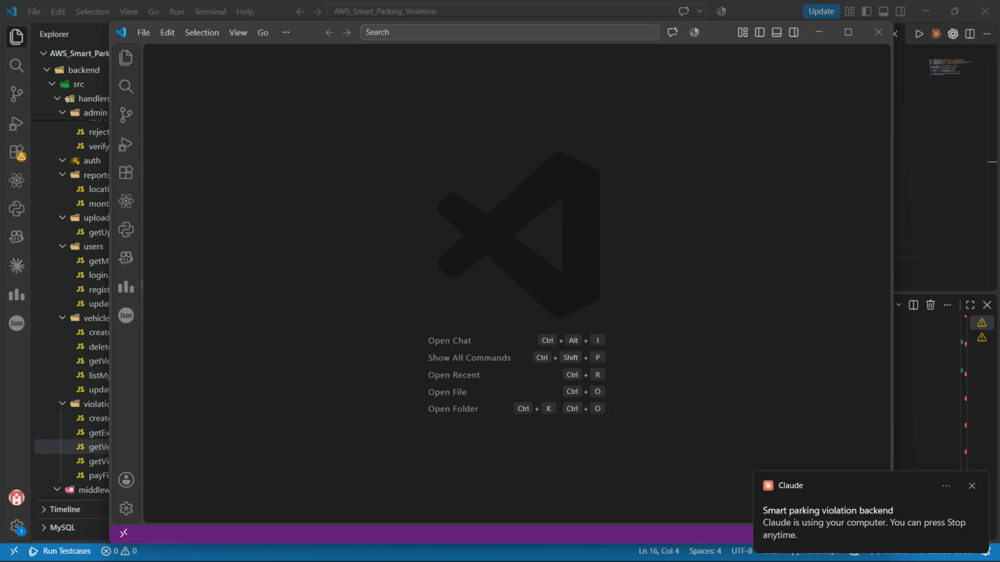 File Edit Selection View Go Run Terminal Help
AWS_Smart_Parking_Violation
Update
Explorer
AWS_Smart_Park
backend
src
handlers
admin
JS reject
JS verify
auth
reports
JS locati
JS mont
upload
JS getUp
users
JS getM
JS login.
JS regist
JS updat
vehicle
JS create
JS delete
JS getVe
JS listMy
JS updat
violatic
JS create
JS getEv
JS getVe
JS getVi
JS payFi
middlew
Timeline
MySQL
Json
1
File Edit Selection View Go ···
Search
Json
Open Chat Ctrl + Alt + I
Show All Commands Ctrl + Shift + P
Open Recent Ctrl + R
Open File Ctrl + O
Open Folder Ctrl + K Ctrl + O
Claude
Smart parking violation backend
Claude is using your computer. You can press Stop
anytime.
Run Testcases 0 0 Ln 16, Col 4 Spaces: 4 UTF-8